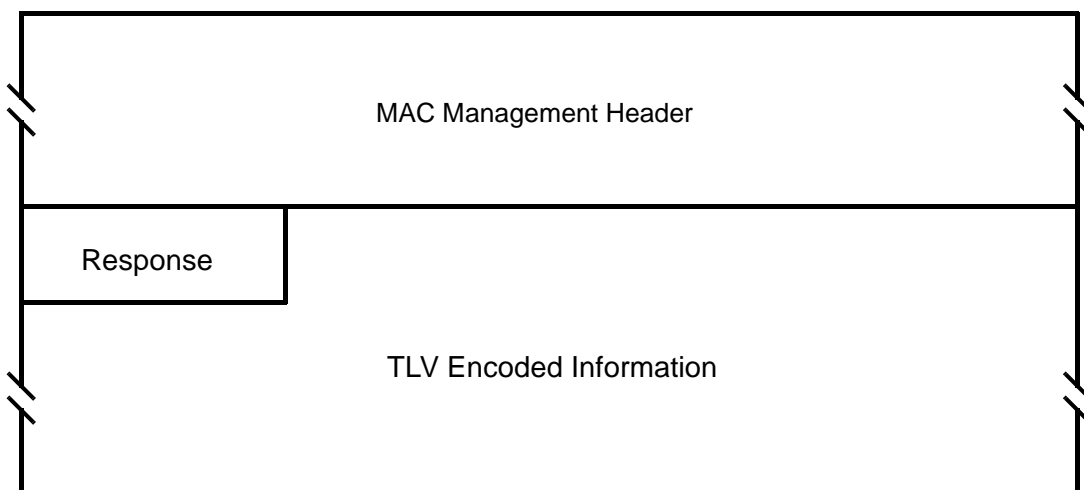 MAC Management Header
Response
TLV Encoded Information